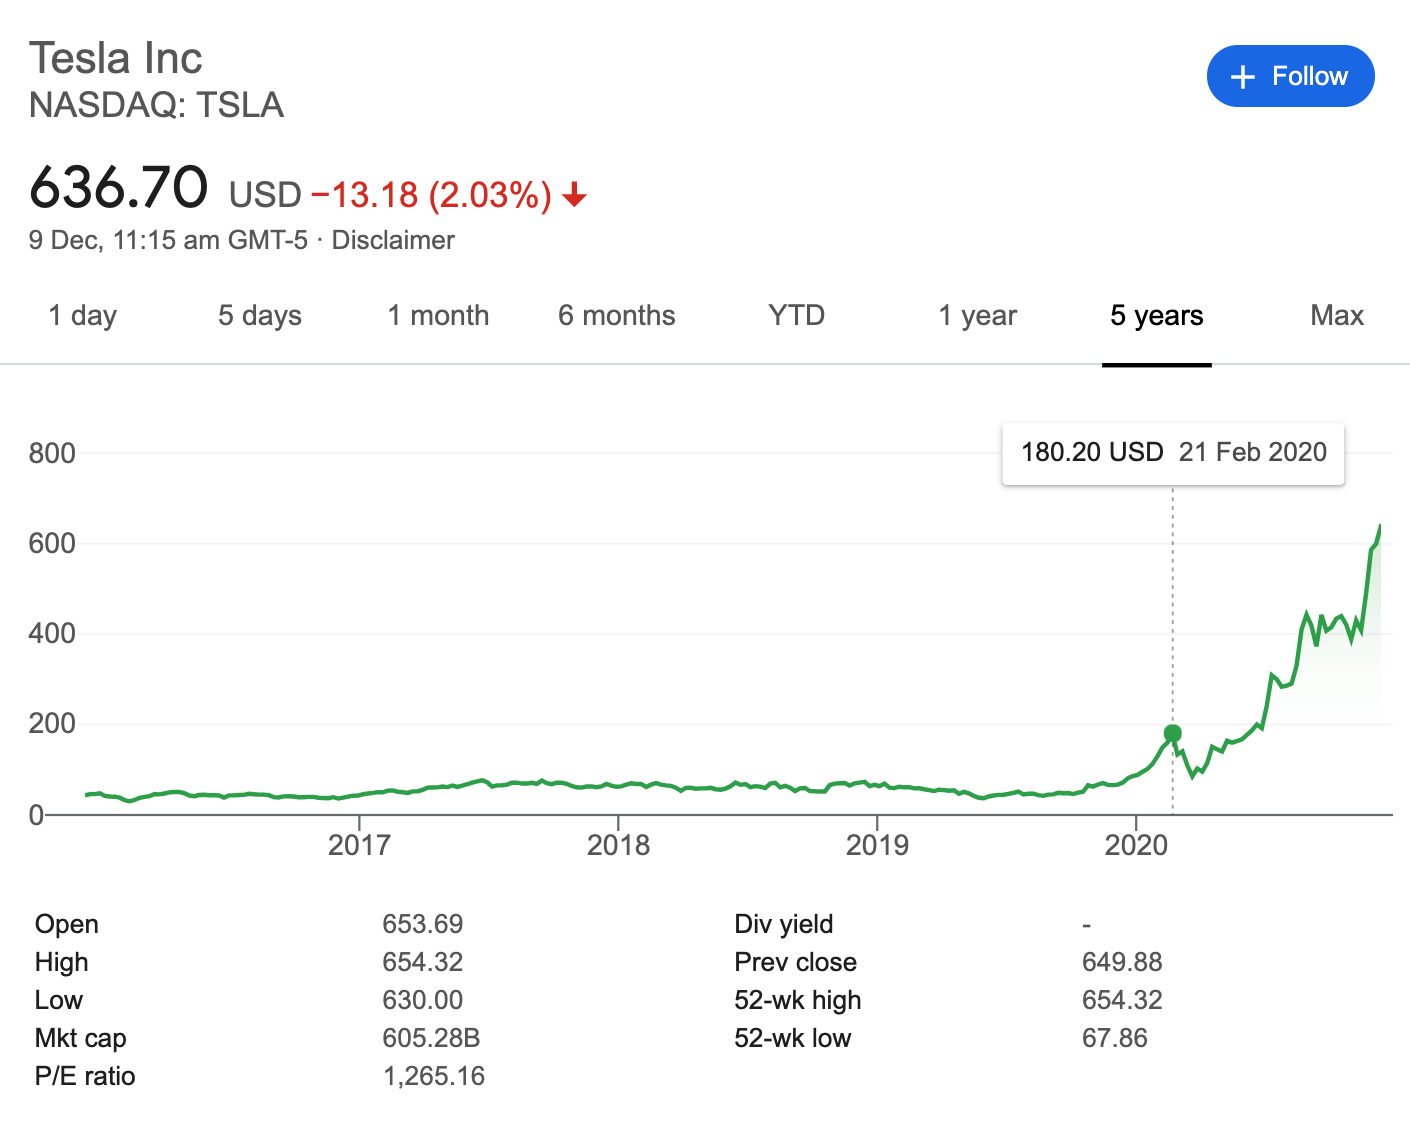 Tesla Inc
NASDAQ: TSLA
+ Follow
636.70 USD −13.18 (2.03%) ↓
9 Dec, 11:15 am GMT-5 · Disclaimer
1 day 5 days 1 month 6 months YTD 1 year 5 years Max
180.20 USD 21 Feb 2020
800
600
400
200
0
2017 2018 2019 2020
Open 653.69 Div yield -
High 654.32 Prev close 649.88
Low 630.00 52-wk high 654.32
Mkt cap 605.28B 52-wk low 67.86
P/E ratio 1,265.16